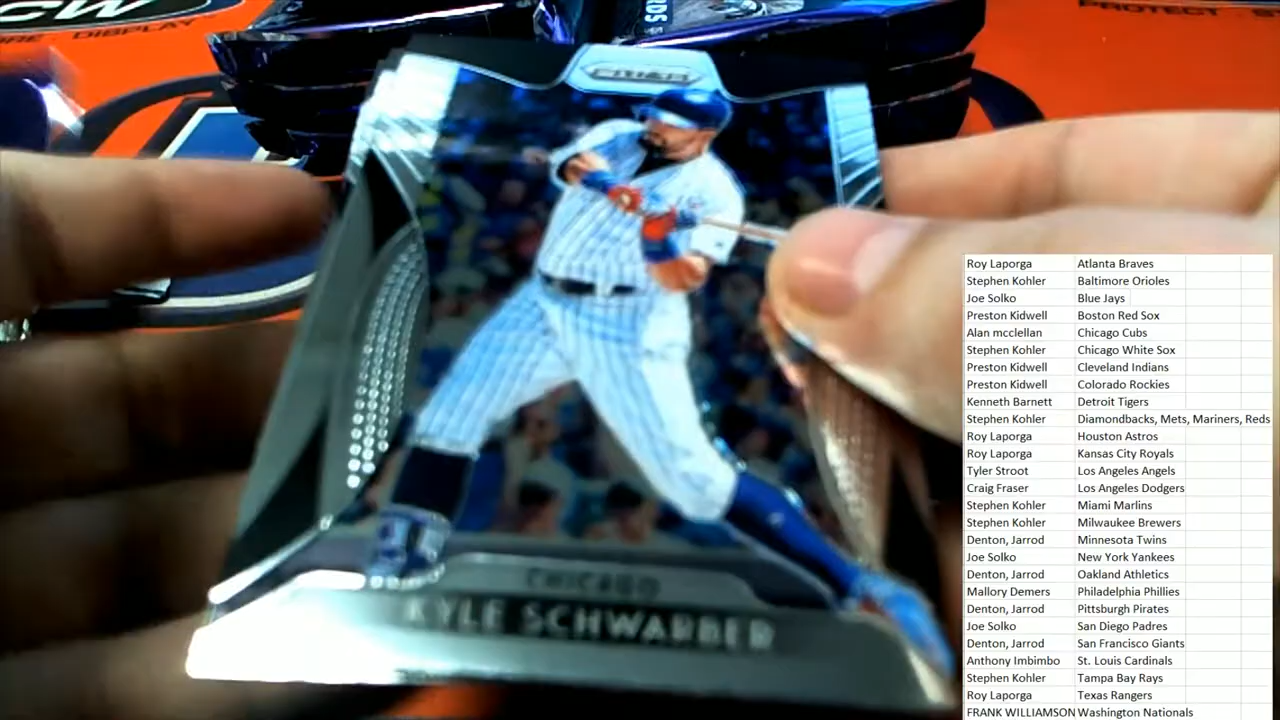 CW
RE DISPLAY
PROTECT
PRIZM
CHICAGO
KYLE SCHWARBER
Roy Laporga Atlanta Braves
Stephen Kohler Baltimore Orioles
Joe Solko Blue Jays
Preston Kidwell Boston Red Sox
Alan mcclellan Chicago Cubs
Stephen Kohler Chicago White Sox
Preston Kidwell Cleveland Indians
Preston Kidwell Colorado Rockies
Kenneth Barnett Detroit Tigers
Stephen Kohler Diamondbacks, Mets, Mariners, Reds
Roy Laporga Houston Astros
Roy Laporga Kansas City Royals
Tyler Stroot Los Angeles Angels
Craig Fraser Los Angeles Dodgers
Stephen Kohler Miami Marlins
Stephen Kohler Milwaukee Brewers
Denton, Jarrod Minnesota Twins
Joe Solko New York Yankees
Denton, Jarrod Oakland Athletics
Mallory Demers Philadelphia Phillies
Denton, Jarrod Pittsburgh Pirates
Joe Solko San Diego Padres
Denton, Jarrod San Francisco Giants
Anthony Imbimbo St. Louis Cardinals
Stephen Kohler Tampa Bay Rays
Roy Laporga Texas Rangers
FRANK WILLIAMSON Washington Nationals